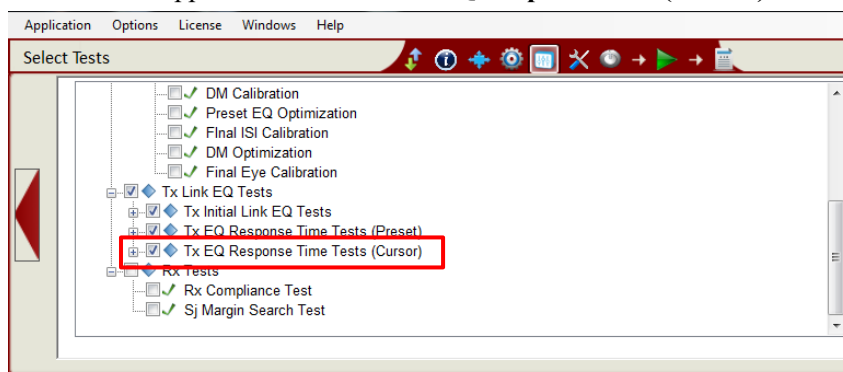 Application Options License Windows Help
Select Tests
DM Calibration
Preset EQ Optimization
FInal ISI Calibration
DM Optimization
Final Eye Calibration
Tx Link EQ Tests
Tx Initial Link EQ Tests
Tx EQ Response Time Tests (Preset)
Tx EQ Response Time Tests (Cursor)
Rx Tests
Rx Compliance Test
Sj Margin Search Test